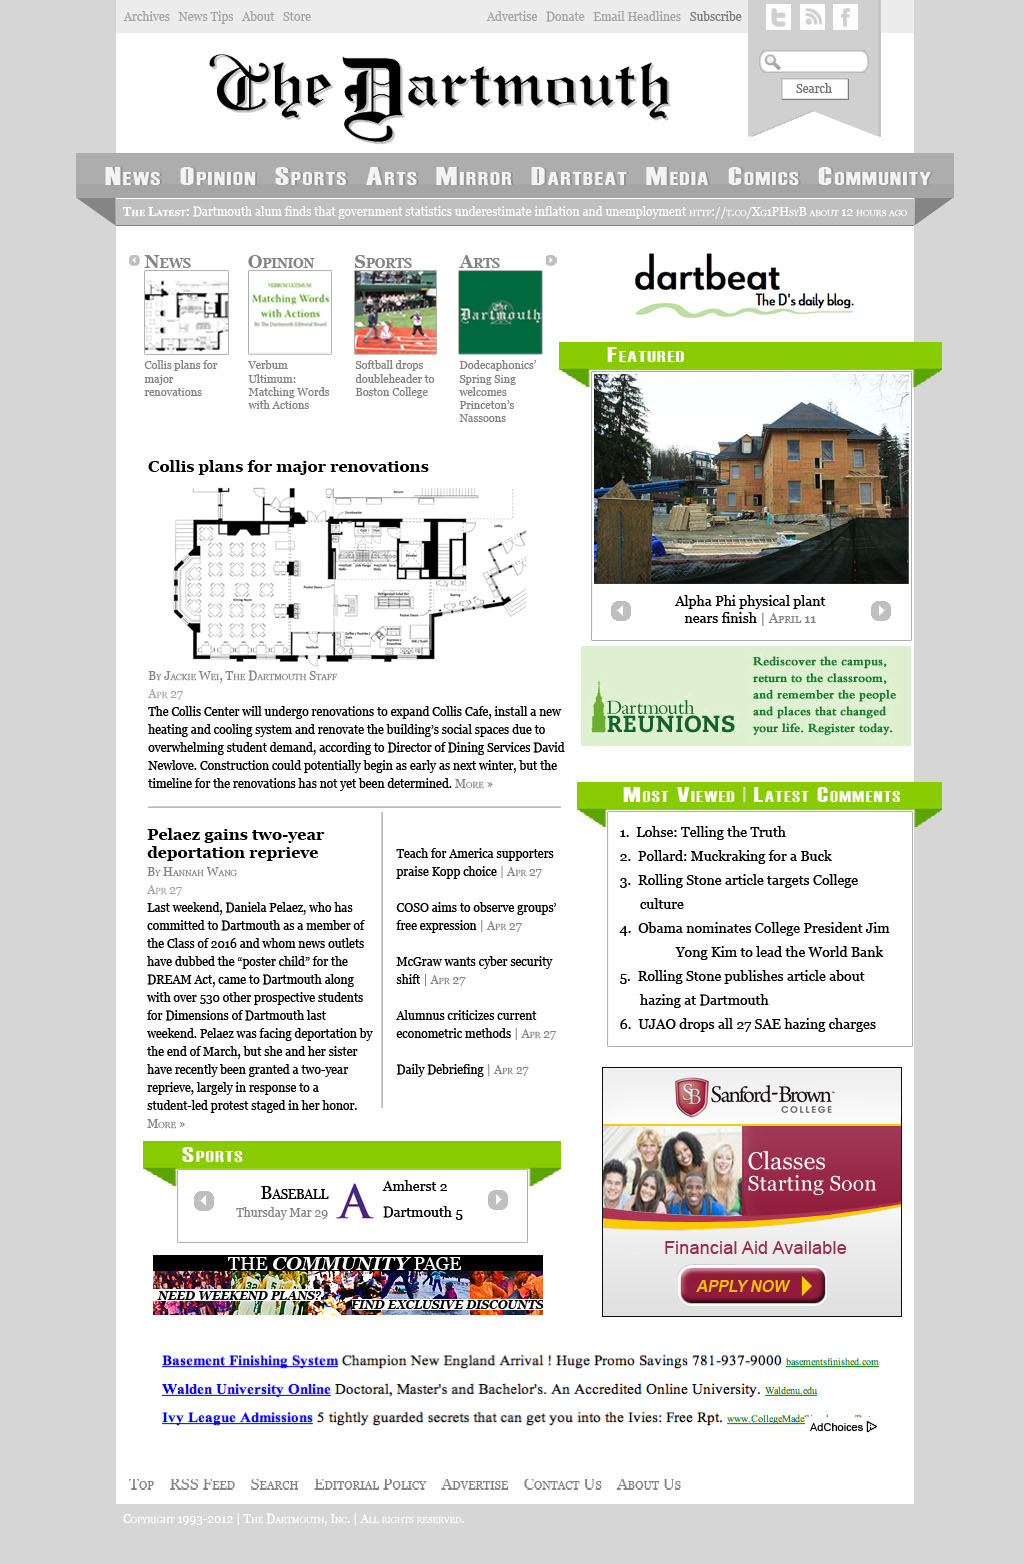 Archives News Tips About Store Advertise Donate Email Headlines Subscribe
The Dartmouth
Search
News Opinion Sports Arts Mirror Dartbeat Media Comics Community
The Latest: Dartmouth alum finds that government statistics underestimate inflation and unemployment http://t.co/Xg1PHsyB about 12 hours ago
News Opinion Sports Arts
VERBUM ULTIMUM
Matching Words
with Actions
By The Dartmouth Editorial Board
The
Dartmouth
Collis plans for
major
renovations
Verbum
Ultimum:
Matching Words
with Actions
Softball drops
doubleheader to
Boston College
Dodecaphonics'
Spring Sing
welcomes
Princeton's
Nassoons
dartbeat
The D's daily blog.
Featured
Alpha Phi physical plant
nears finish | April 11
Dartmouth
REUNIONS
Rediscover the campus,
return to the classroom,
and remember the people
and places that changed
your life. Register today.
Collis plans for major renovations
By Jackie Wei, The Dartmouth Staff
Apr 27
The Collis Center will undergo renovations to expand Collis Cafe, install a new
heating and cooling system and renovate the building's social spaces due to
overwhelming student demand, according to Director of Dining Services David
Newlove. Construction could potentially begin as early as next winter, but the
timeline for the renovations has not yet been determined. More »
Pelaez gains two-year
deportation reprieve
By Hannah Wang
Apr 27
Last weekend, Daniela Pelaez, who has
committed to Dartmouth as a member of
the Class of 2016 and whom news outlets
have dubbed the "poster child" for the
DREAM Act, came to Dartmouth along
with over 530 other prospective students
for Dimensions of Dartmouth last
weekend. Pelaez was facing deportation by
the end of March, but she and her sister
have recently been granted a two-year
reprieve, largely in response to a
student-led protest staged in her honor.
More »
Teach for America supporters
praise Kopp choice | Apr 27
COSO aims to observe groups'
free expression | Apr 27
McGraw wants cyber security
shift | Apr 27
Alumnus criticizes current
econometric methods | Apr 27
Daily Debriefing | Apr 27
Most Viewed | Latest Comments
1. Lohse: Telling the Truth
2. Pollard: Muckraking for a Buck
3. Rolling Stone article targets College
culture
4. Obama nominates College President Jim
Yong Kim to lead the World Bank
5. Rolling Stone publishes article about
hazing at Dartmouth
6. UJAO drops all 27 SAE hazing charges
Sports
Baseball
Thursday Mar 29
A
Amherst 2
Dartmouth 5
THE COMMUNITY PAGE
NEED WEEKEND PLANS?
FIND EXCLUSIVE DISCOUNTS
SB
Sanford-Brown
COLLEGE
Classes
Starting Soon
Financial Aid Available
APPLY NOW
Basement Finishing System Champion New England Arrival ! Huge Promo Savings 781-937-9000 basementsfinished.com
Walden University Online Doctoral, Master's and Bachelor's. An Accredited Online University. Waldenu.edu
Ivy League Admissions 5 tightly guarded secrets that can get you into the Ivies: Free Rpt.
AdChoices
Top RSS Feed Search Editorial Policy Advertise Contact Us About Us
Copyright 1993-2012 | The Dartmouth, Inc. | All rights reserved.